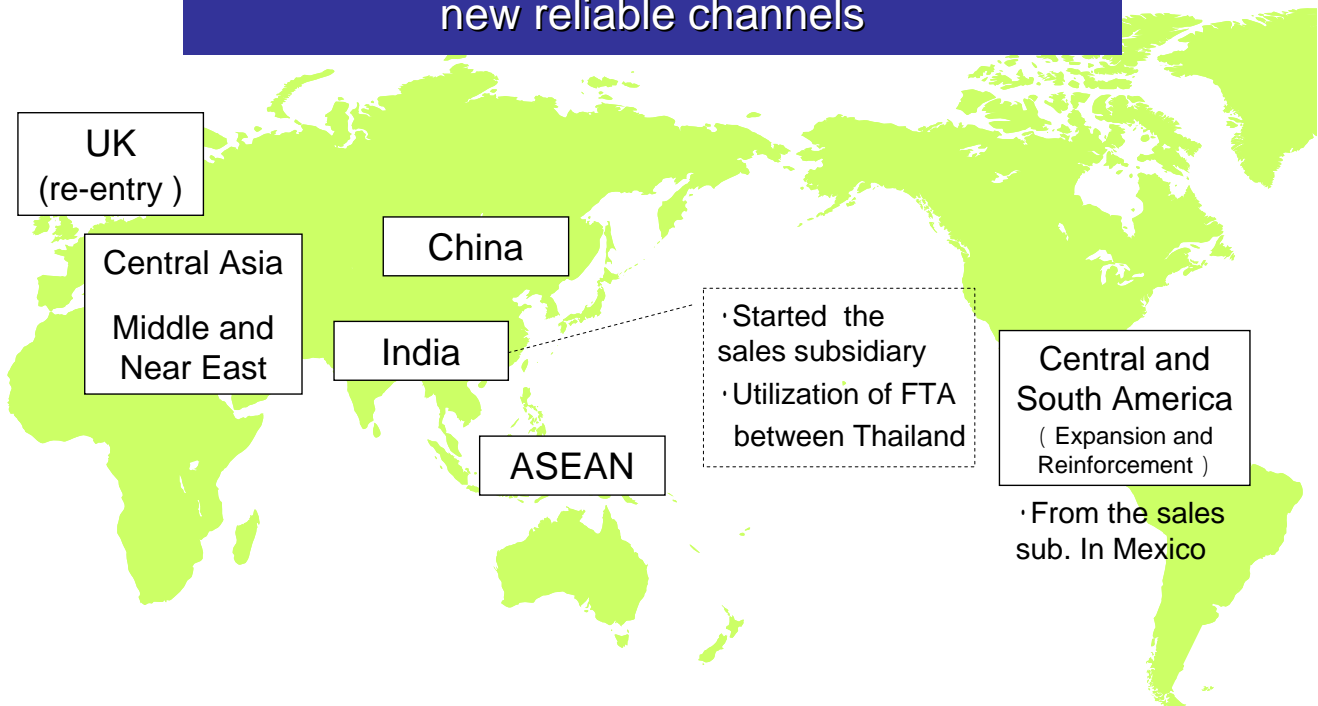 new reliable channels
UK
(re-entry )
Central Asia
Middle and
Near East
China
India
ASEAN
·Started the
sales subsidiary
·Utilization of FTA
between Thailand
Central and
South America
( Expansion and
Reinforcement )
·From the sales
sub. In Mexico